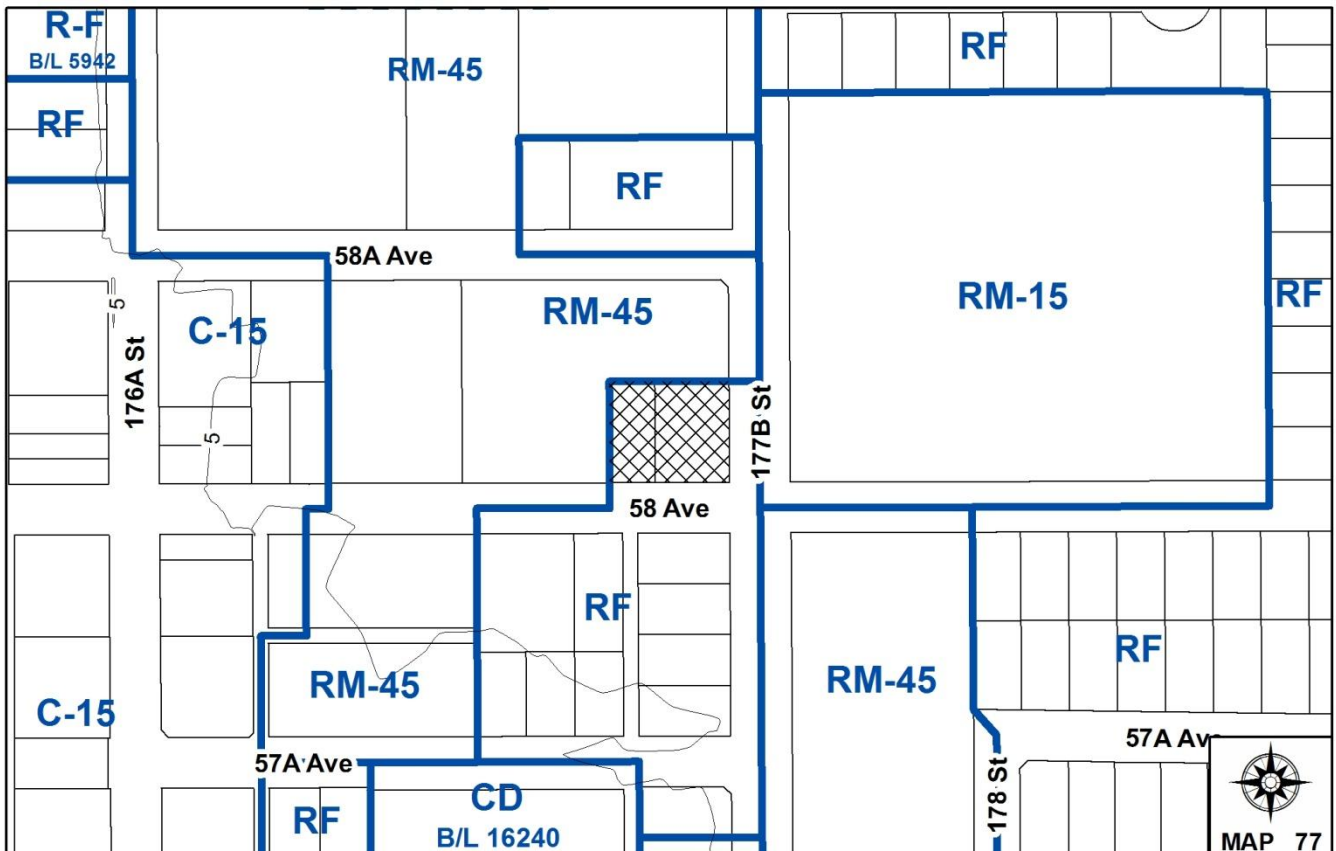 R-F
B/L 5942
RM-45
RF
RF
RF
58A Ave
RM-45
RM-15
RF
C-15
5
176A St
5
177B St
58 Ave
RF
RM-45
RM-45
RF
C-15
57A Ave
57A Ave
178 St
CD
B/L 16240
RF
MAP 77